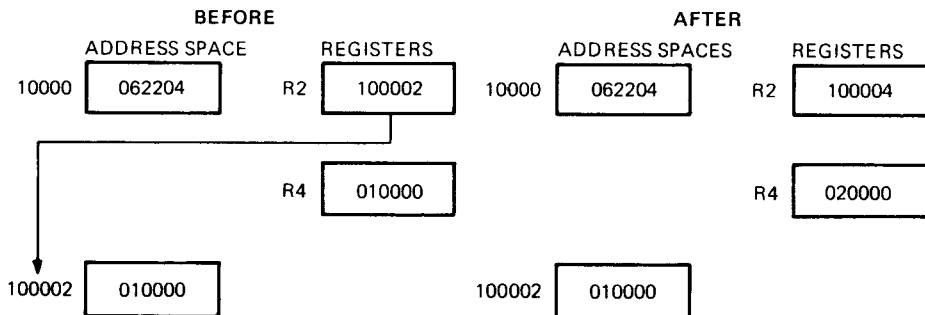 BEFORE AFTER
ADDRESS SPACE REGISTERS ADDRESS SPACES REGISTERS
10000 062204 R2 100002 10000 062204 R2 100004
R4 010000 R4 020000
100002 010000 100002 010000